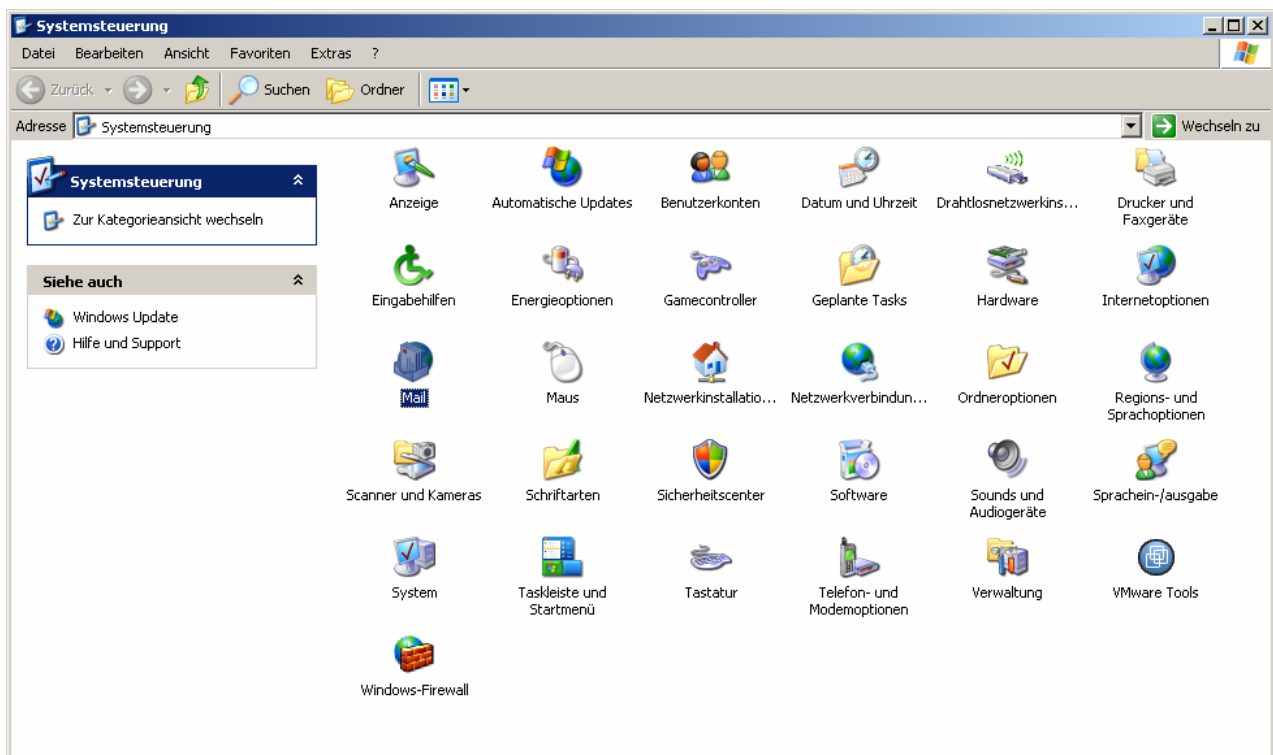 Systemsteuerung
Datei Bearbeiten Ansicht Favoriten Extras ?
Zurück Suchen Ordner
Adresse Systemsteuerung Wechseln zu
Systemsteuerung
Zur Kategorieansicht wechseln
Siehe auch
Windows Update
Hilfe und Support
Anzeige Automatische Updates Benutzerkonten Datum und Uhrzeit Drahtlosnetzwerkins... Drucker und
Faxgeräte
Eingabehilfen Energieoptionen Gamecontroller Geplante Tasks Hardware Internetoptionen
Mail Maus Netzwerkinstallatio... Netzwerkverbindun... Ordneroptionen Regions- und
Sprachoptionen
Scanner und Kameras Schriftarten Sicherheitscenter Software Sounds und Sprachein-/ausgabe
Audiogeräte
System Taskleiste und Tastatur Telefon- und Verwaltung VMware Tools
Startmenü Modemoptionen
Windows-Firewall